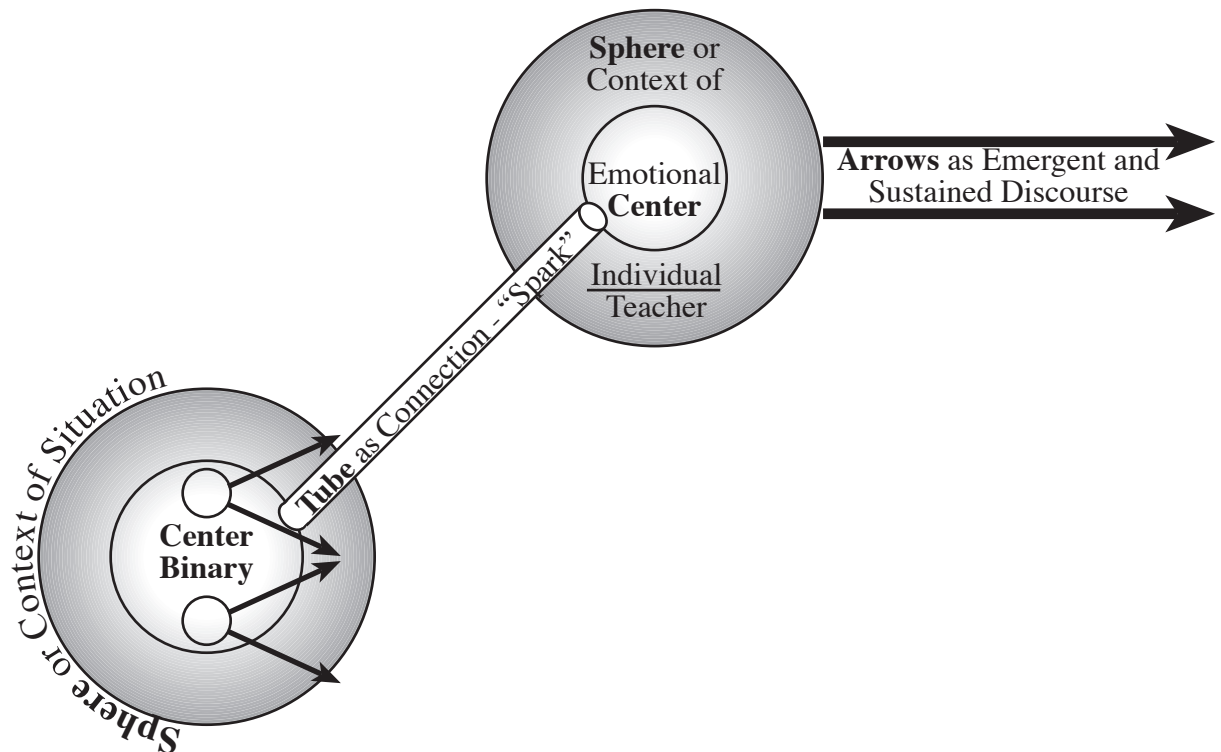 Sphere or
Context of
Emotional
Center
Individual
Teacher
Arrows as Emergent and
Sustained Discourse
Tube as Connection - “Spark”
Sphere or Context of Situation
Center
Binary